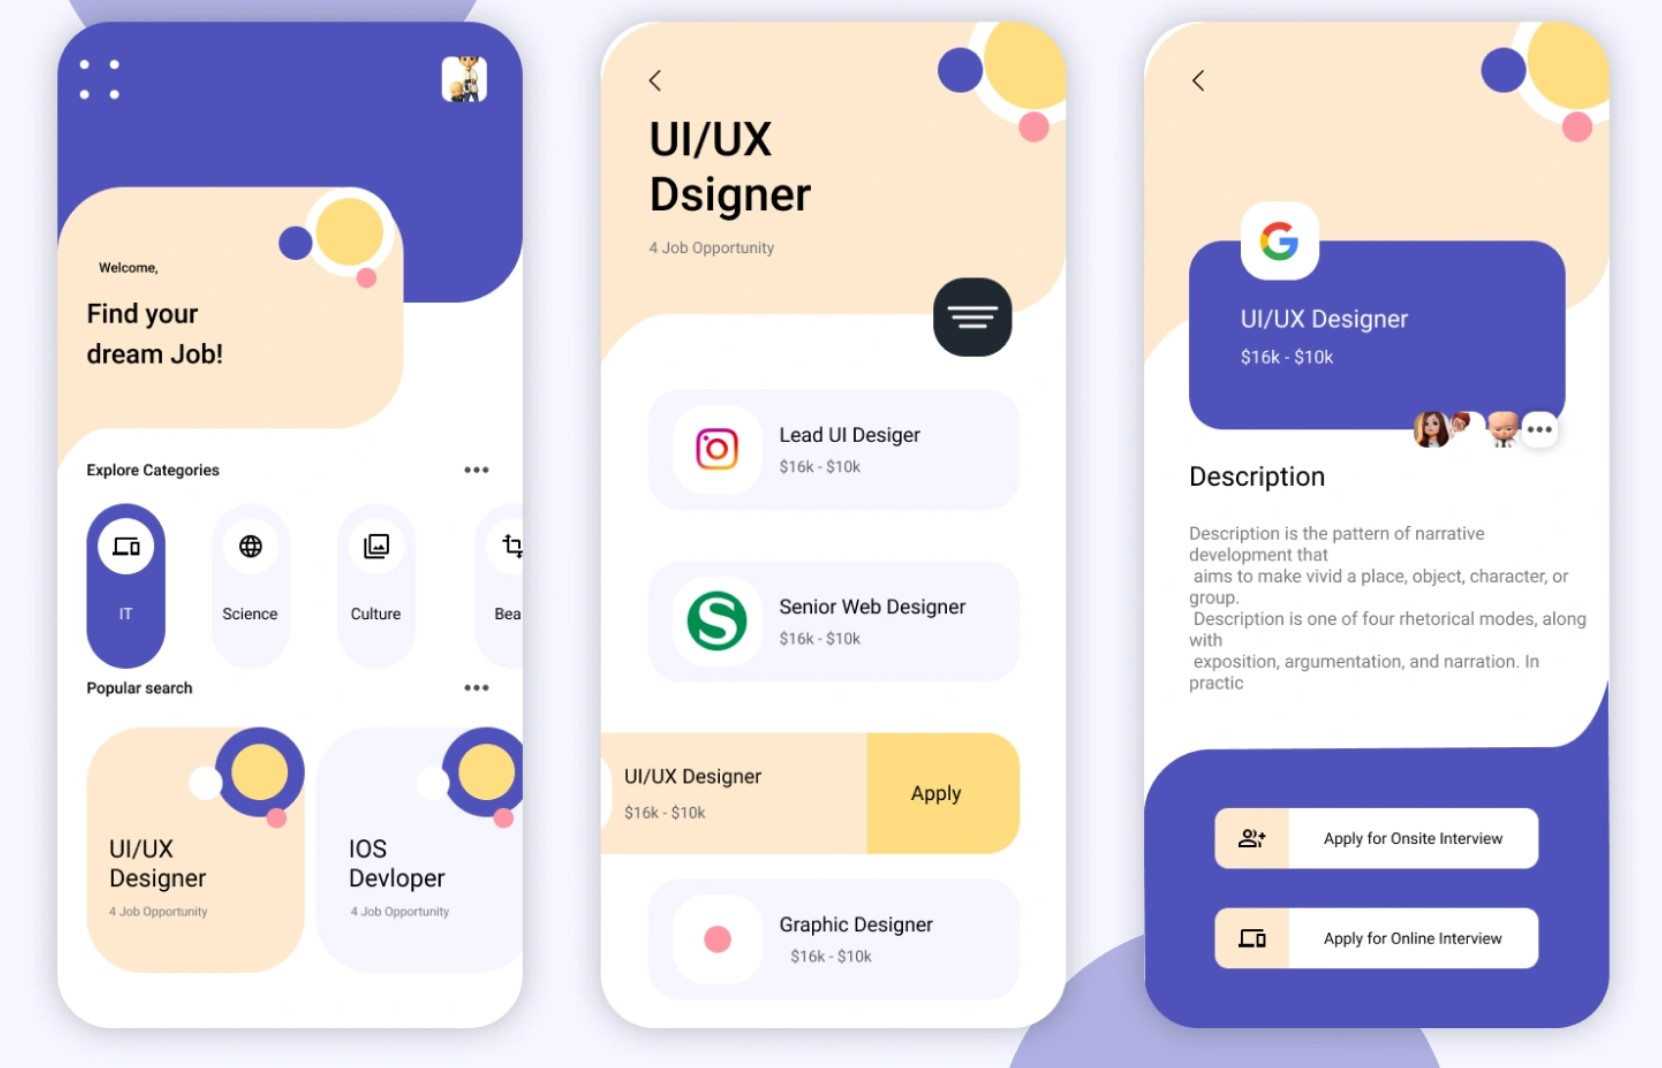 Welcome,
Find your
dream Job!
Explore Categories
IT
Science
Culture
Bea
Popular search
UI/UX
Designer
4 Job Opportunity
IOS
Devloper
4 Job Opportunity
UI/UX
Dsigner
4 Job Opportunity
Lead UI Desiger
$16k - $10k
Senior Web Designer
$16k - $10k
UI/UX Designer
$16k - $10k
Apply
Graphic Designer
$16k - $10k
UI/UX Designer
$16k - $10k
Description
Description is the pattern of narrative
development that
aims to make vivid a place, object, character, or
group.
Description is one of four rhetorical modes, along
with
exposition, argumentation, and narration. In
practic
Apply for Onsite Interview
Apply for Online Interview